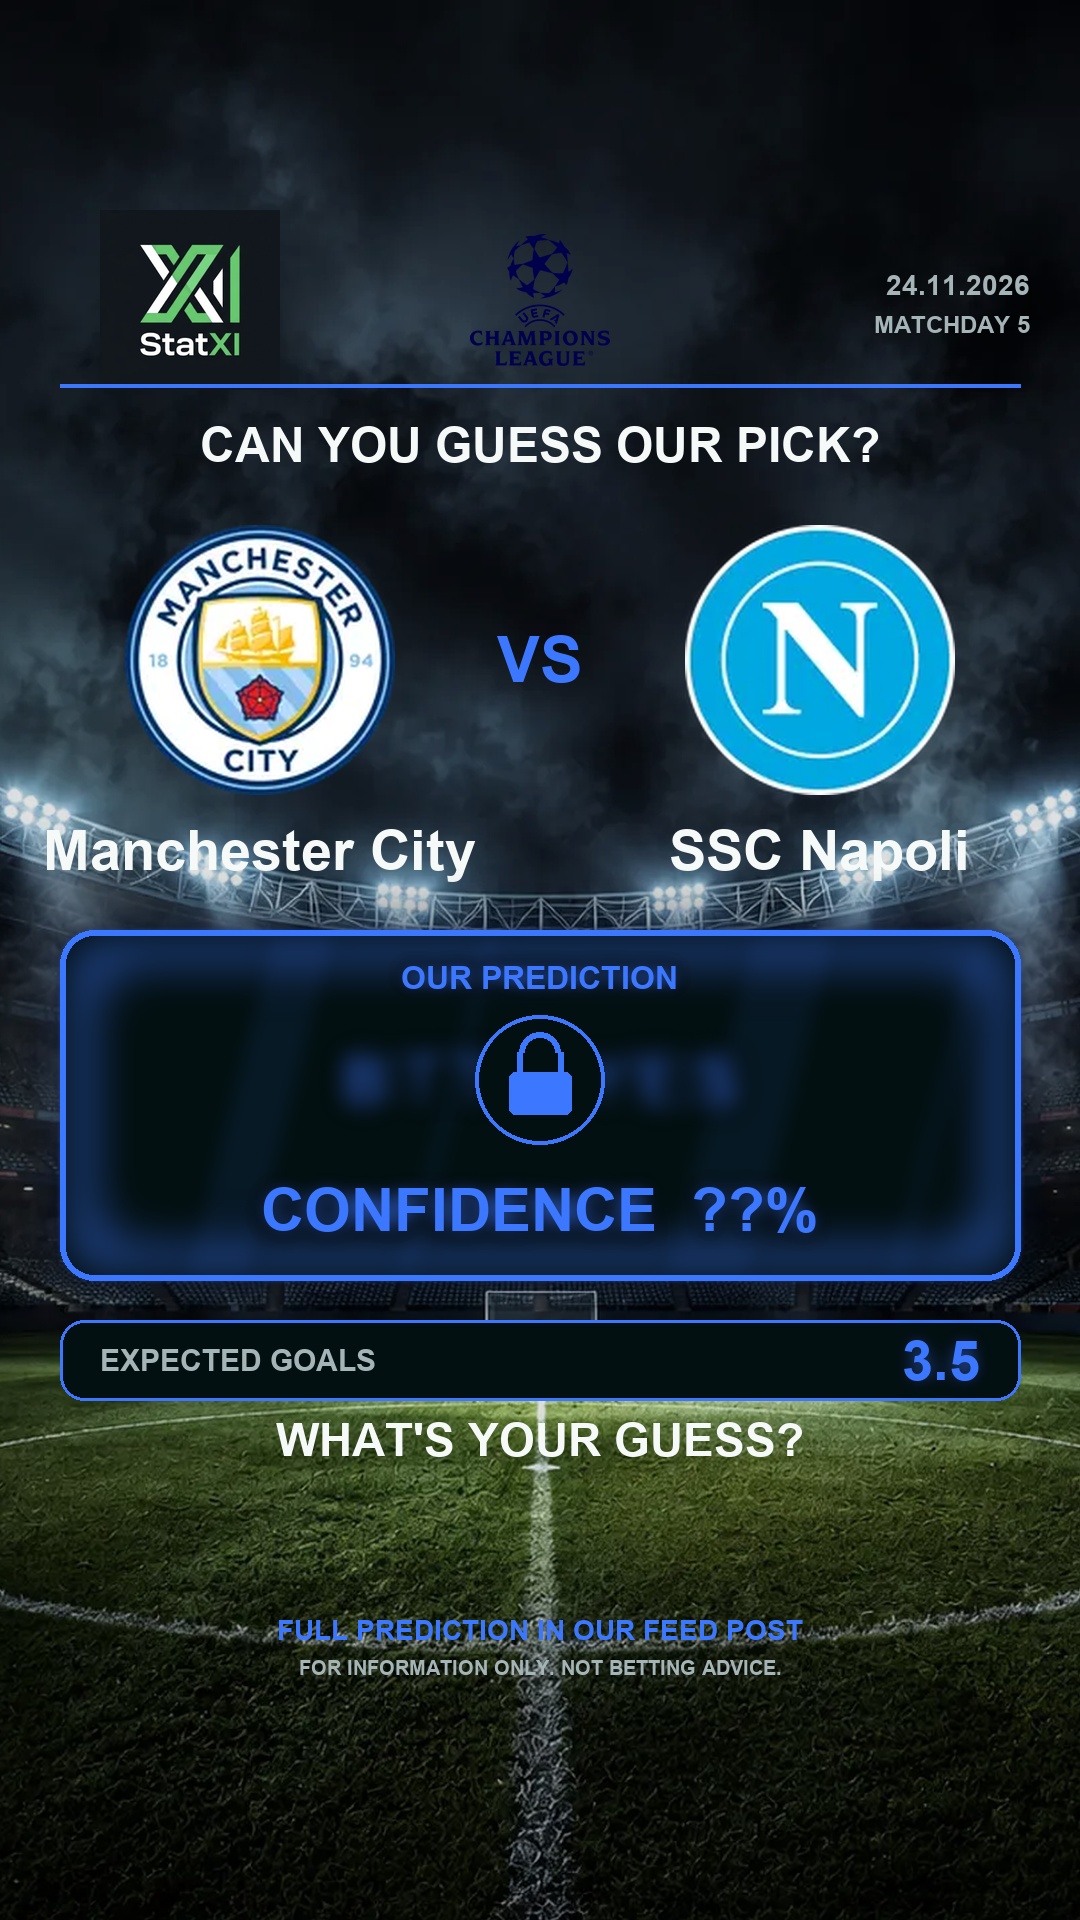 StatXI
UEFA
CHAMPIONS
LEAGUE
24.11.2026
MATCHDAY 5
CAN YOU GUESS OUR PICK?
MANCHESTER
18 94
CITY
VS
N
Manchester City
SSC Napoli
OUR PREDICTION
CONFIDENCE ??%
EXPECTED GOALS 3.5
WHAT'S YOUR GUESS?
FULL PREDICTION IN OUR FEED POST
FOR INFORMATION ONLY. NOT BETTING ADVICE.